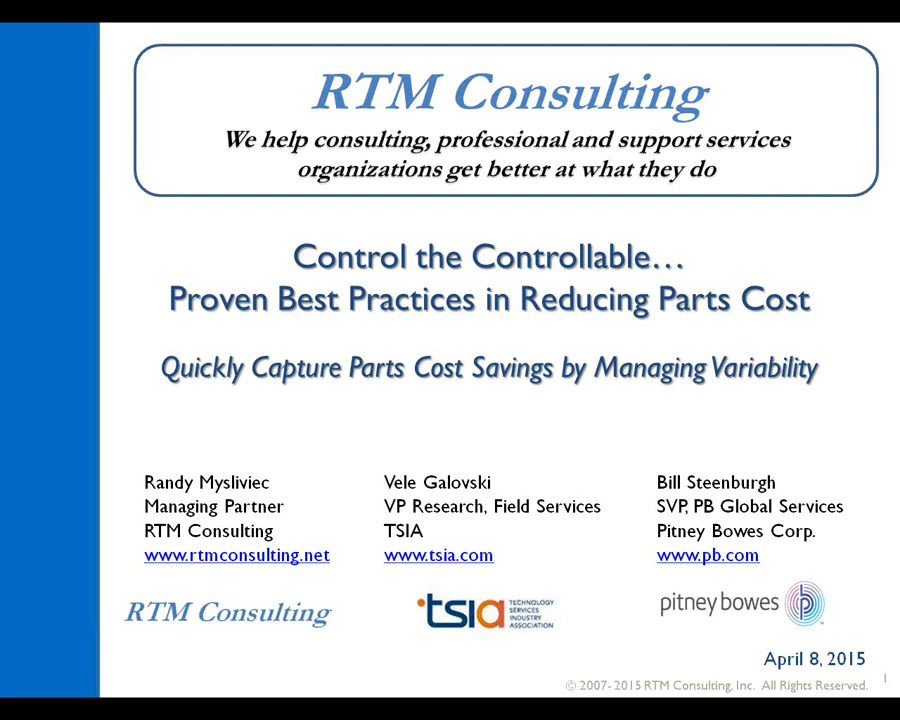 RTM Consulting
We help consulting, professional and support services
organizations get better at what they do
Control the Controllable…
Proven Best Practices in Reducing Parts Cost
Quickly Capture Parts Cost Savings by Managing Variability
Randy Mysliviec
Managing Partner
RTM Consulting
www.rtmconsulting.net
RTM Consulting
Vele Galovski
VP Research, Field Services
TSIA
www.tsia.com
tsia
TECHNOLOGY
SERVICES
INDUSTRY
ASSOCIATION
Bill Steenburgh
SVP, PB Global Services
Pitney Bowes Corp.
www.pb.com
pitney bowes
April 8, 2015
© 2007- 2015 RTM Consulting, Inc. All Rights Reserved.
1